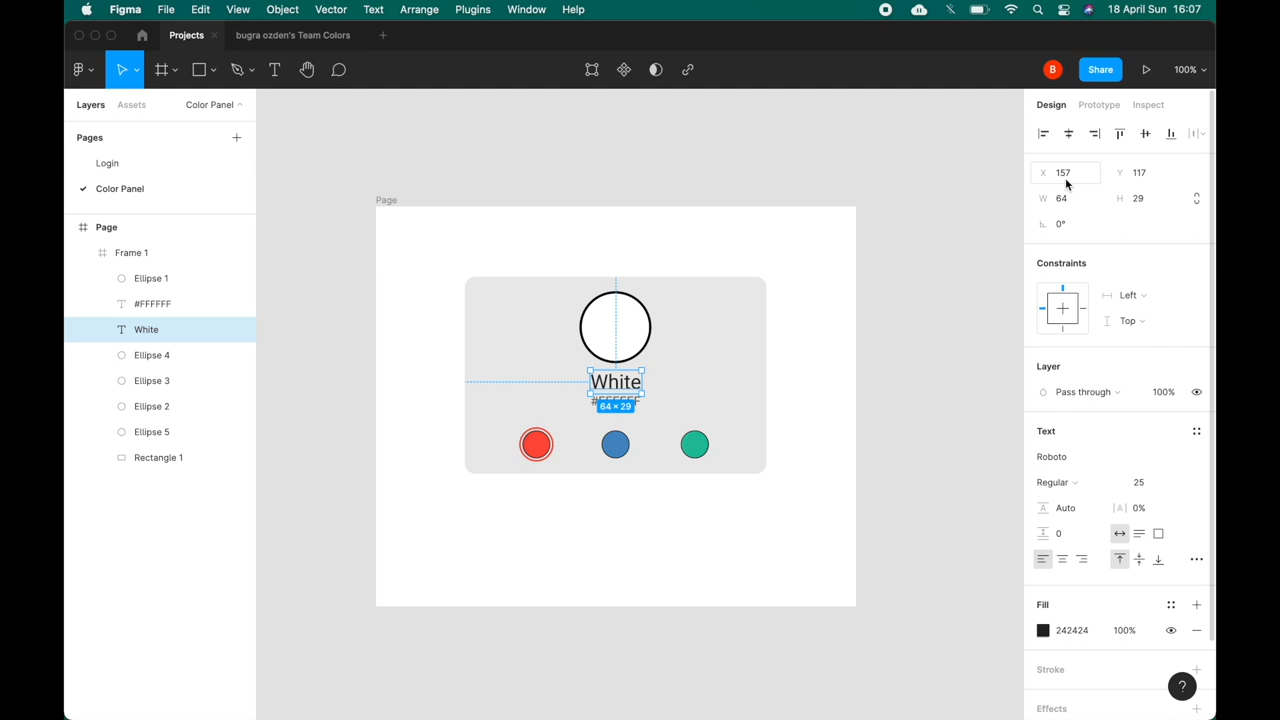 Figma File Edit View Object Vector Text Arrange Plugins Window Help 18 April Sun 16:07
Projects bugra ozden's Team Colors
B Share 100%
Layers Assets Color Panel
Design Prototype Inspect
Pages
Login
Color Panel
X 157 Y 117
W 64 H 29
0°
Page
Frame 1
Ellipse 1
#FFFFFF
White
Ellipse 4
Ellipse 3
Ellipse 2
Ellipse 5
Rectangle 1
Page
White
#FFFFFF
64 × 29
Constraints
Left
Top
Layer
Pass through 100%
Text
Roboto
Regular 25
A Auto |A| 0%
0
Fill
242424 100%
Stroke
Effects
?